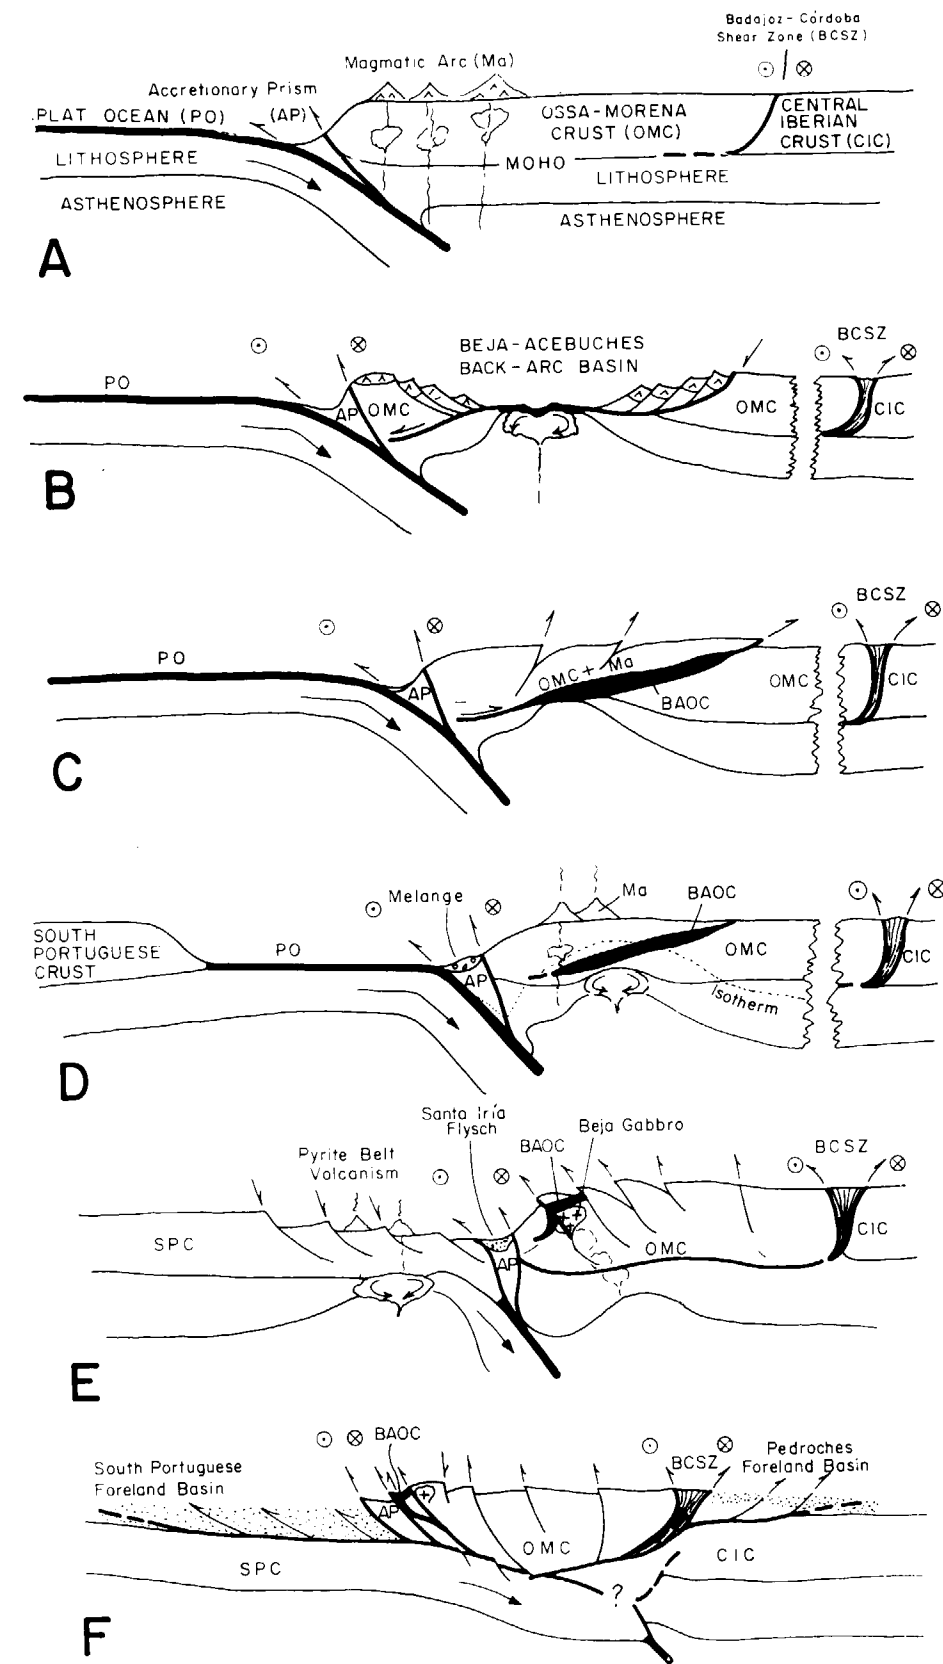 Badajoz-Córdoba
Shear Zone (BCSZ)
Magmatic Arc (Ma)
Accretionary Prism
(AP)
.PLAT OCEAN (PO)
OSSA-MORENA
CRUST (OMC)
CENTRAL
IBERIAN
CRUST (CIC)
LITHOSPHERE
MOHO
LITHOSPHERE
ASTHENOSPHERE
ASTHENOSPHERE
A
BCSZ
BEJA-ACEBUCHES
BACK-ARC BASIN
PO
AP
OMC
OMC
CIC
B
BCSZ
PO
OMC + Ma
AP
OMC
CIC
BAOC
C
Melange
Ma
BAOC
SOUTH
PORTUGUESE
CRUST
PO
OMC
CIC
AP
Isotherm
D
Santa Iría
Flysch
Beja Gabbro
BAOC
BCSZ
Pyrite Belt
Volcanism
SPC
OMC
CIC
AP
E
BAOC
BCSZ
Pedroches
Foreland Basin
South Portuguese
Foreland Basin
AP
OMC
CIC
SPC
?
F